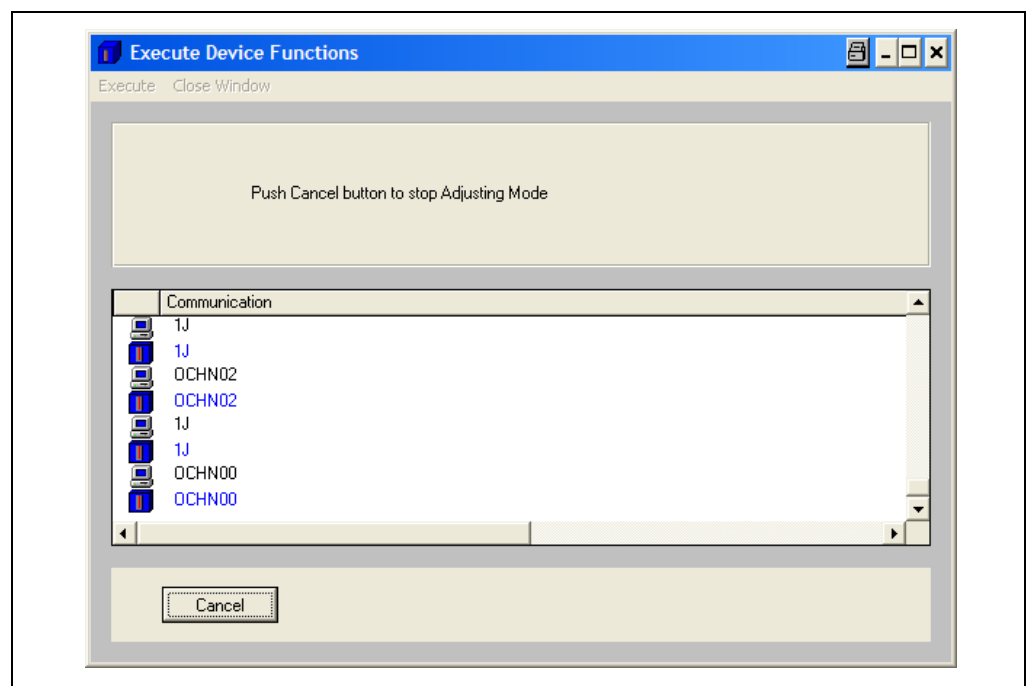 Execute Device Functions
Execute Close Window
Push Cancel button to stop Adjusting Mode
Communication
1J
1J
OCHN02
OCHN02
1J
1J
OCHN00
OCHN00
Cancel